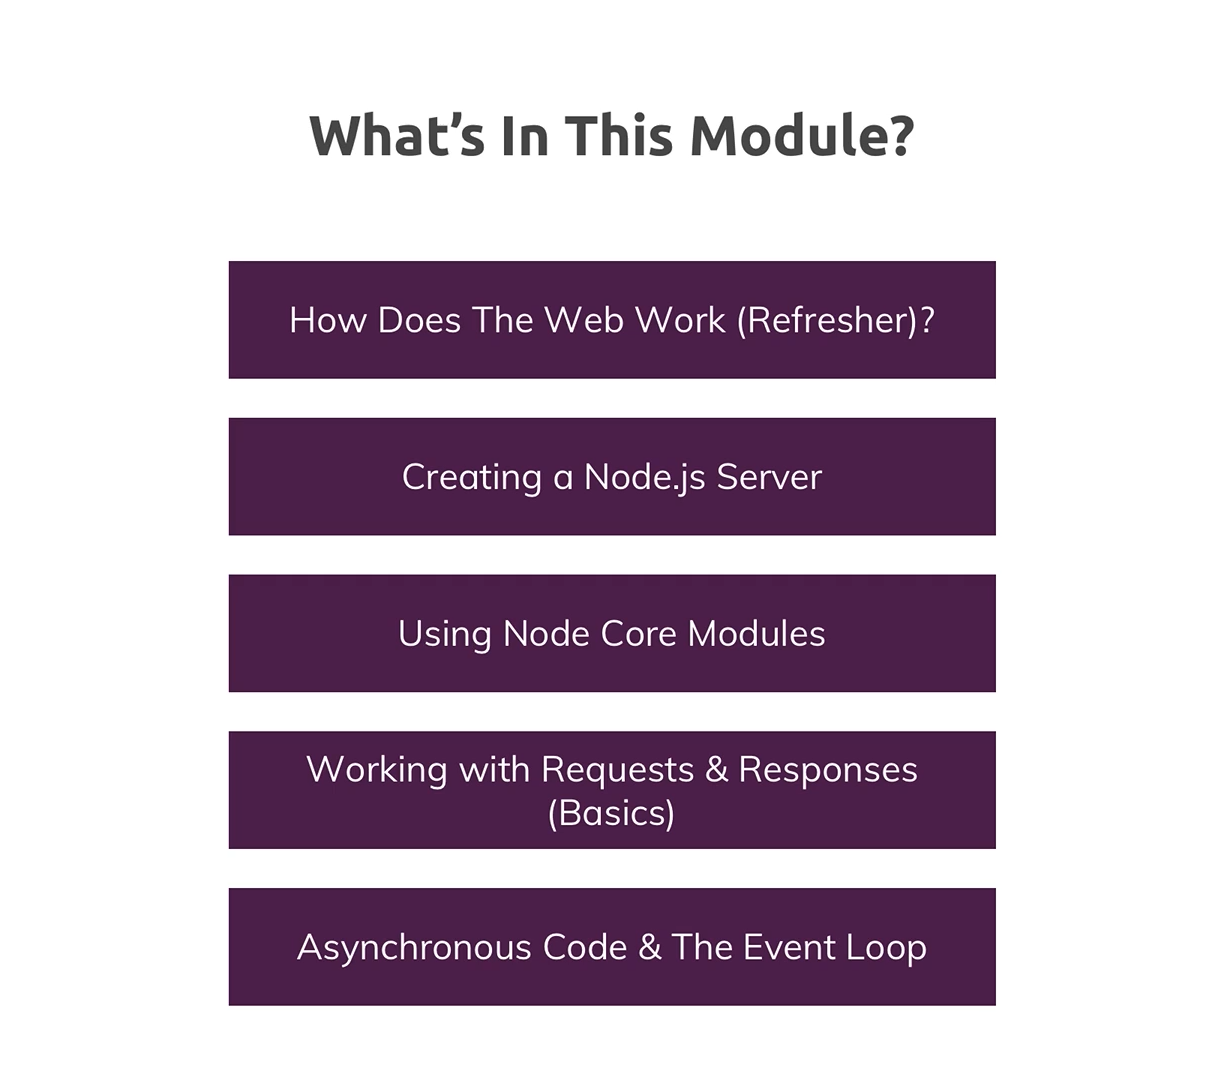 What’s In This Module?
How Does The Web Work (Refresher)?
Creating a Node.js Server
Using Node Core Modules
Working with Requests & Responses
(Basics)
Asynchronous Code & The Event Loop